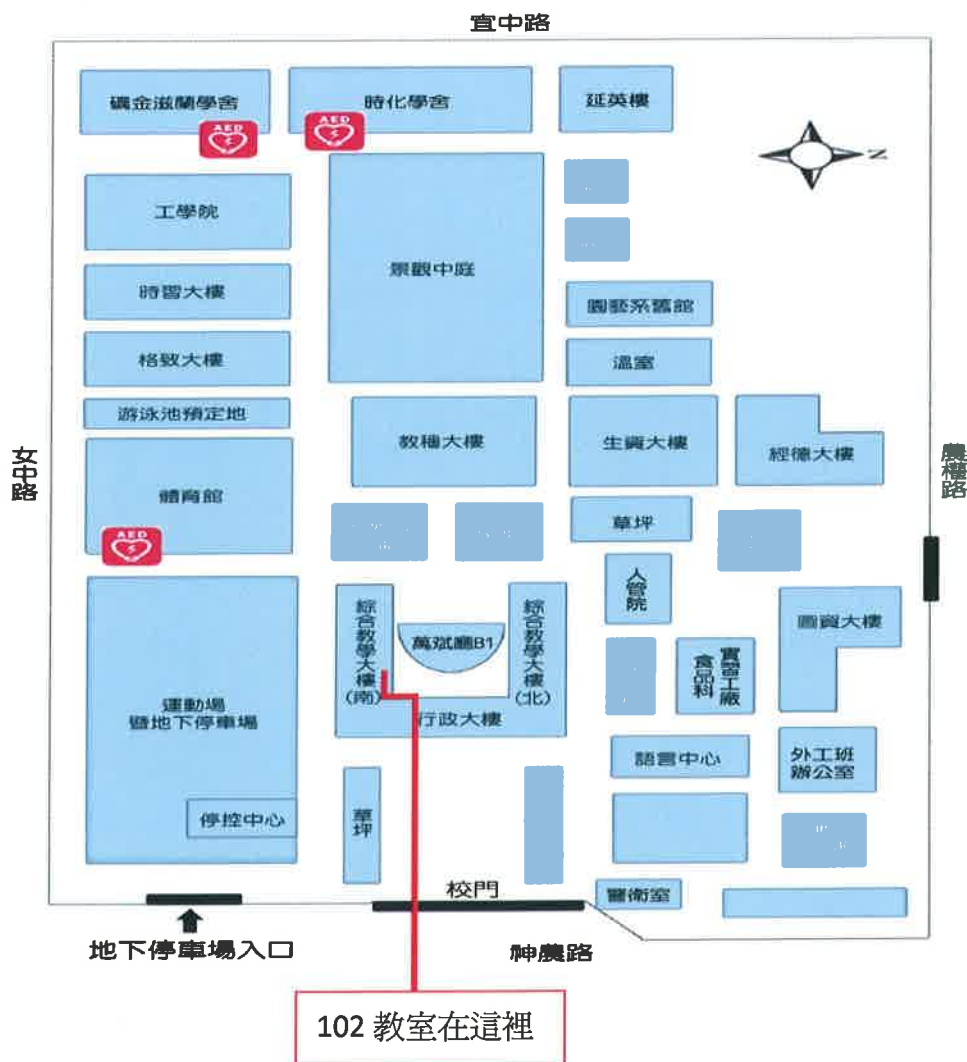 宜中路
礪金滋蘭學舍
時化學舍
延英樓
AED
AED
N
工學院
景觀中庭
時習大樓
園藝系舊館
格致大樓
溫室
游泳池預定地
教穡大樓
生資大樓
經德大樓
女中路
農權路
體育館
草坪
AED
人管院
綜合教學大樓(南)
萬斌廳B1
綜合教學大樓(北)
圖資大樓
食品科
實習工廠
運動場
暨地下停車場
行政大樓
語言中心
外工班
辦公室
停控中心
草坪
校門
警衛室
地下停車場入口
神農路
102 教室在這裡